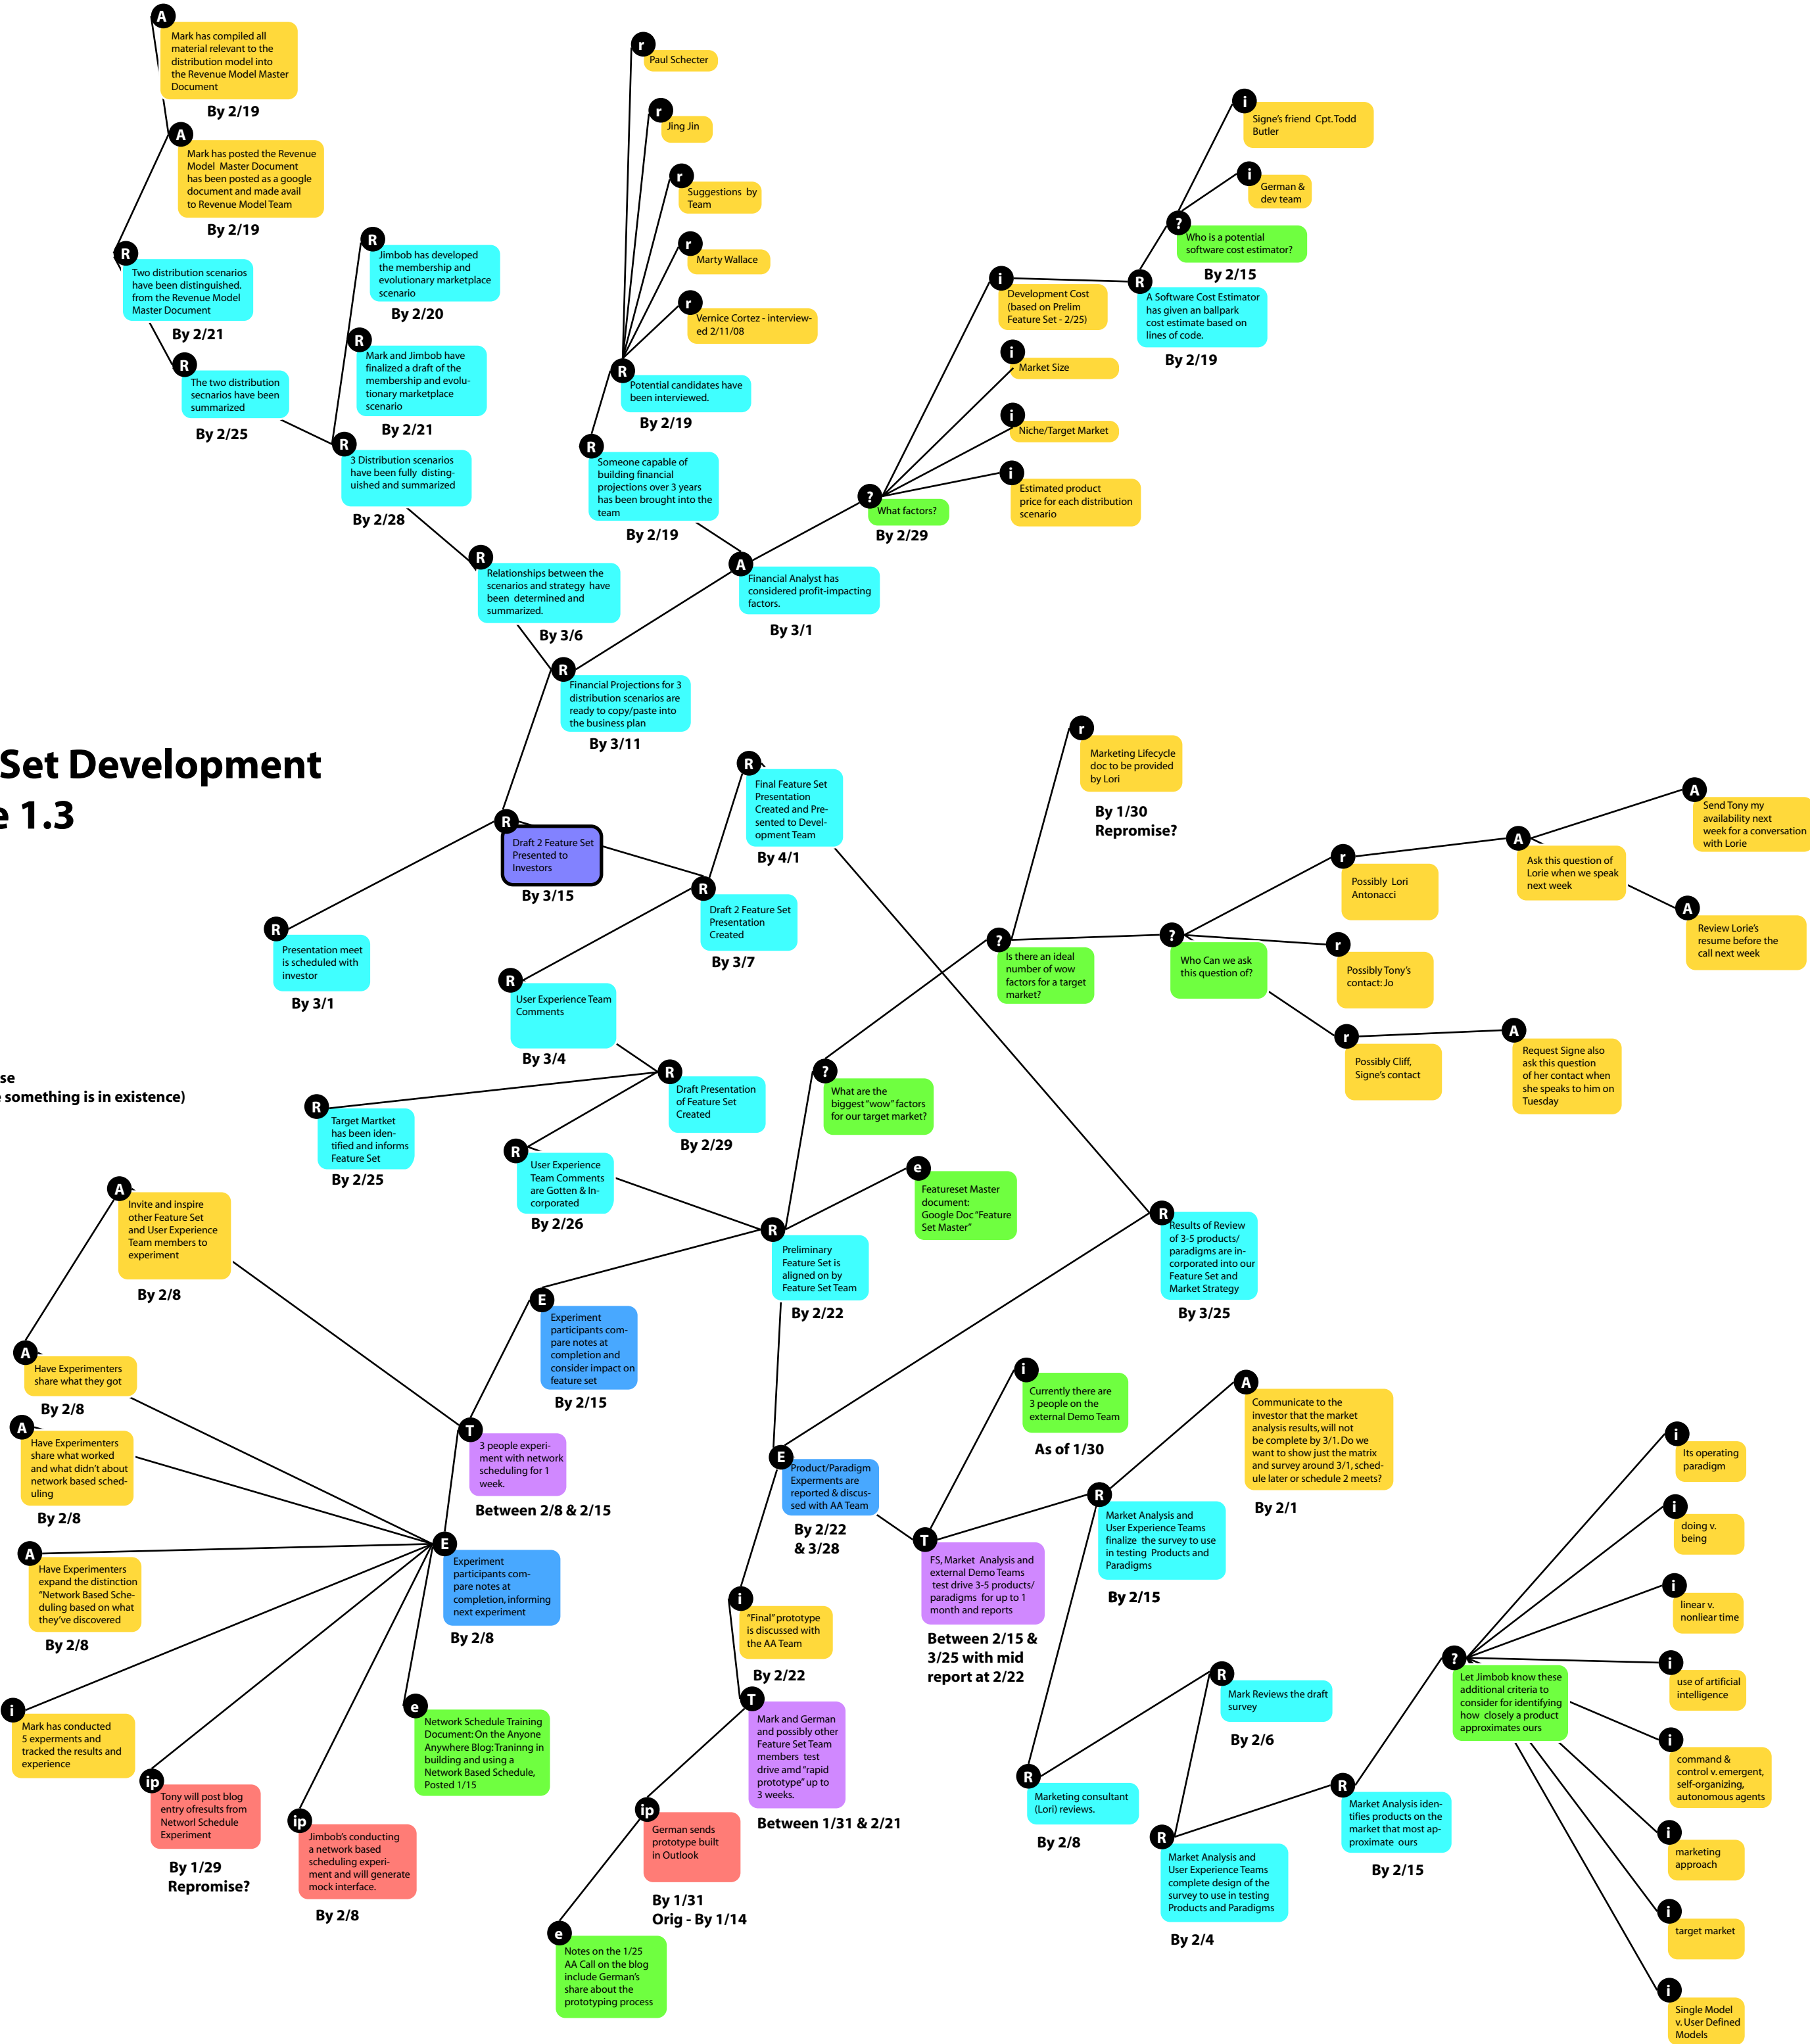 A
Mark has compiled all
material relevant to the
distribution model into
the Revenue Model Master
Document
By 2/19
A
Mark has posted the Revenue
Model Master Document
has been posted as a google
document and made avail
to Revenue Model Team
By 2/19
R
Two distribution scenarios
have been distinguished.
from the Revenue Model
Master Document
By 2/21
R
The two distribution
secnarios have been
summarized
By 2/25
R
Jimbob has developed
the membership and
evolutionary marketplace
scenario
By 2/20
R
Mark and Jimbob have
finalized a draft of the
membership and evolu-
tionary marketplace
scenario
By 2/21
R
3 Distribution scenarios
have been fully disting-
uished and summarized
By 2/28
R
Relationships between the
scenarios and strategy have
been determined and
summarized.
By 3/6
r
Paul Schecter
r
Jing Jin
r
Suggestions by
Team
r
Marty Wallace
r
Vernice Cortez - interview-
ed 2/11/08
R
Potential candidates have
been interviewed.
By 2/19
R
Someone capable of
building financial
projections over 3 years
has been brought into the
team
By 2/19
A
Financial Analyst has
considered profit-impacting
factors.
By 3/1
?
What factors?
By 2/29
i
Development Cost
(based on Prelim
Feature Set - 2/25)
i
Market Size
i
Niche/Target Market
i
Estimated product
price for each distribution
scenario
R
A Software Cost Estimator
has given an ballpark
cost estimate based on
lines of code.
By 2/19
?
Who is a potential
software cost estimator?
By 2/15
i
Signe's friend Cpt. Todd
Butler
i
German &
dev team
R
Financial Projections for 3
distribution scenarios are
ready to copy/paste into
the business plan
By 3/11
Set Development
e 1.3
R
Draft 2 Feature Set
Presented to
Investors
By 3/15
R
Final Feature Set
Presentation
Created and Pre-
sented to Devel-
opment Team
By 4/1
R
Draft 2 Feature Set
Presentation
Created
By 3/7
R
Presentation meet
is scheduled with
investor
By 3/1
R
User Experience Team
Comments
By 3/4
R
Draft Presentation
of Feature Set
Created
By 2/29
R
Target Martket
has been iden-
tified and informs
Feature Set
By 2/25
R
User Experience
Team Comments
are Gotten & In-
corporated
By 2/26
se
e something is in existence)
r
Marketing Lifecycle
doc to be provided
by Lori
By 1/30
Repromise?
?
Is there an ideal
number of wow
factors for a target
market?
?
Who Can we ask
this question of?
r
Possibly Lori
Antonacci
r
Possibly Tony's
contact: Jo
r
Possibly Cliff,
Signe's contact
A
Ask this question of
Lorie when we speak
next week
A
Send Tony my
availability next
week for a conversation
with Lorie
A
Review Lorie's
resume before the
call next week
A
Request Signe also
ask this question
of her contact when
she speaks to him on
Tuesday
?
What are the
biggest "wow" factors
for our target market?
e
Featureset Master
document:
Google Doc "Feature
Set Master"
R
Preliminary
Feature Set is
aligned on by
Feature Set Team
By 2/22
R
Results of Review
of 3-5 products/
paradigms are in-
corporated into our
Feature Set and
Market Strategy
By 3/25
A
Invite and inspire
other Feature Set
and User Experience
Team members to
experiment
By 2/8
A
Have Experimenters
share what they got
By 2/8
A
Have Experimenters
share what worked
and what didn't about
network based sched-
uling
By 2/8
A
Have Experimenters
expand the distinction
"Network Based Sche-
duling based on what
they've discovered
By 2/8
i
Mark has conducted
5 experments and
tracked the results and
experience
ip
Tony will post blog
entry ofresults from
Networl Schedule
Experiment
By 1/29
Repromise?
ip
Jimbob's conducting
a network based
scheduling experi-
ment and will generate
mock interface.
By 2/8
e
Network Schedule Training
Document: On the Anyone
Anywhere Blog: Traninng in
building and using a
Network Based Schedule,
Posted 1/15
E
Experiment
participants com-
pare notes at
completion, informing
next experiment
By 2/8
T
3 people experi-
ment with network
scheduling for 1
week.
Between 2/8 & 2/15
E
Experiment
participants com-
pare notes at
completion and
consider impact on
feature set
By 2/15
E
Product/Paradigm
Experments are
reported & discus-
sed with AA Team
By 2/22
& 3/28
i
"Final" prototype
is discussed with
the AA Team
By 2/22
T
Mark and German
and possibly other
Feature Set Team
members test
drive amd "rapid
prototype" up to
3 weeks.
Between 1/31 & 2/21
ip
German sends
prototype built
in Outlook
By 1/31
Orig - By 1/14
e
Notes on the 1/25
AA Call on the blog
include German's
share about the
prototyping process
i
Currently there are
3 people on the
external Demo Team
As of 1/30
T
FS, Market Analysis and
external Demo Teams
test drive 3-5 products/
paradigms for up to 1
month and reports
Between 2/15 &
3/25 with mid
report at 2/22
A
Communicate to the
investor that the market
analysis results, will not
be complete by 3/1. Do we
want to show just the matrix
and survey around 3/1, sched-
ule later or schedule 2 meets?
By 2/1
R
Market Analysis and
User Experience Teams
finalize the survey to use
in testing Products and
Paradigms
By 2/15
R
Mark Reviews the draft
survey
By 2/6
R
Marketing consultant
(Lori) reviews.
By 2/8
R
Market Analysis and
User Experience Teams
complete design of the
survey to use in testing
Products and Paradigms
By 2/4
R
Market Analysis iden-
tifies products on the
market that most ap-
proximate ours
By 2/15
?
Let Jimbob know these
additional criteria to
consider for identifying
how closely a product
approximates ours
i
Its operating
paradigm
i
doing v.
being
i
linear v.
nonlear time
i
use of artificial
intelligence
i
command &
control v. emergent,
self-organizing,
autonomous agents
i
marketing
approach
i
target market
i
Single Model
v. User Defined
Models